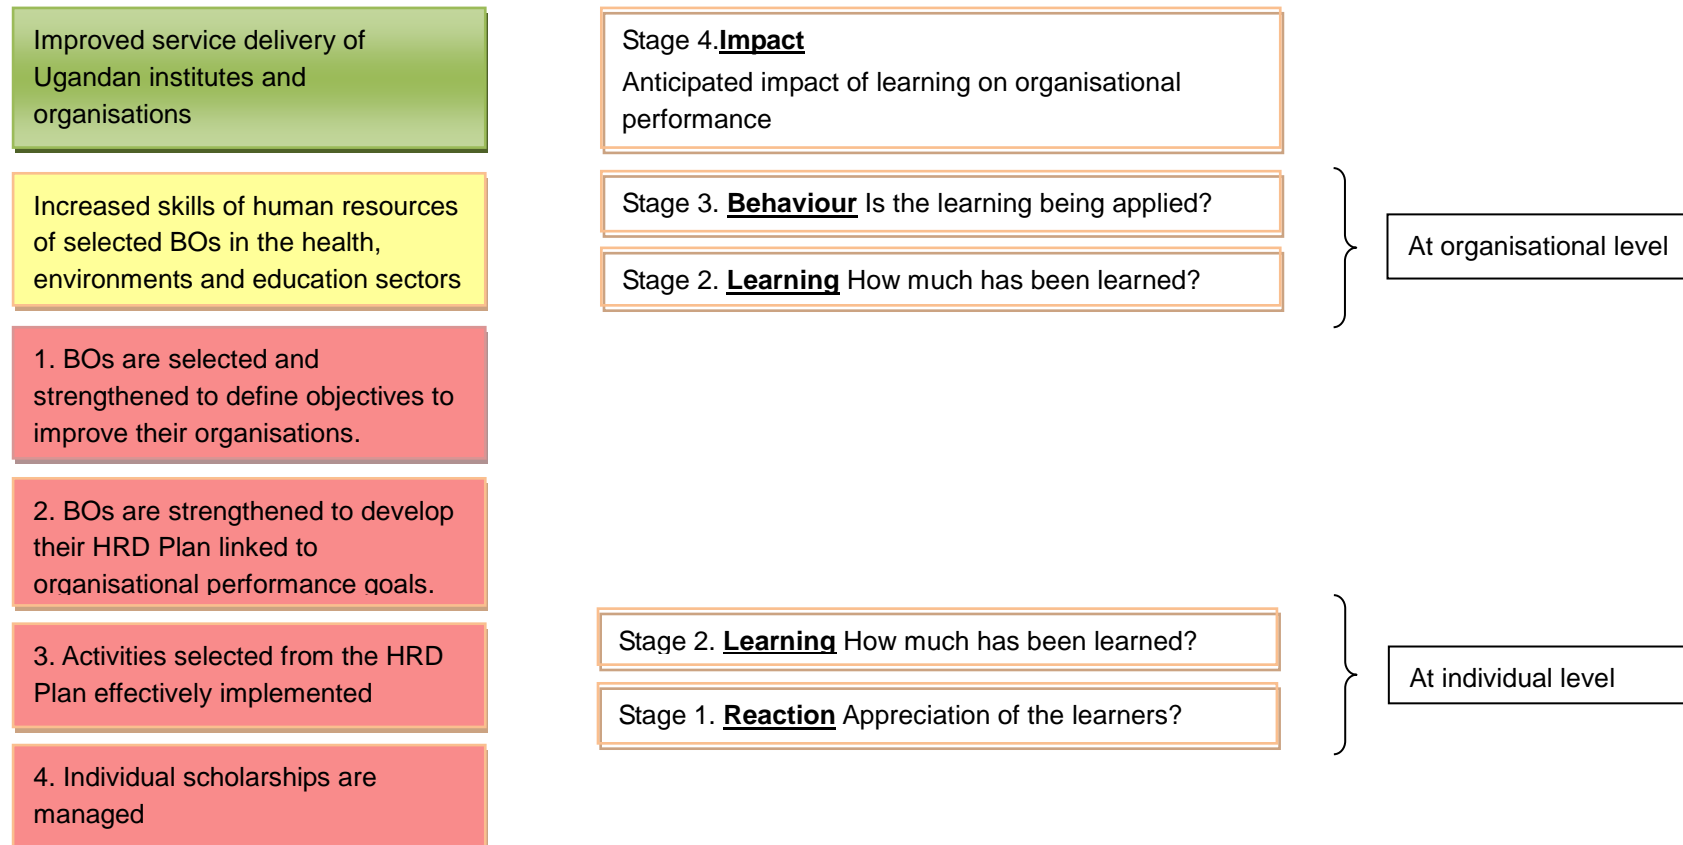 Improved service delivery of
Ugandan institutes and
organisations
Stage 4.Impact
Anticipated impact of learning on organisational
performance
Increased skills of human resources
of selected BOs in the health,
environments and education sectors
Stage 3. Behaviour Is the learning being applied?
Stage 2. Learning How much has been learned?
At organisational level
1. BOs are selected and
strengthened to define objectives to
improve their organisations.
2. BOs are strengthened to develop
their HRD Plan linked to
organisational performance goals.
3. Activities selected from the HRD
Plan effectively implemented
Stage 2. Learning How much has been learned?
Stage 1. Reaction Appreciation of the learners?
At individual level
4. Individual scholarships are
managed